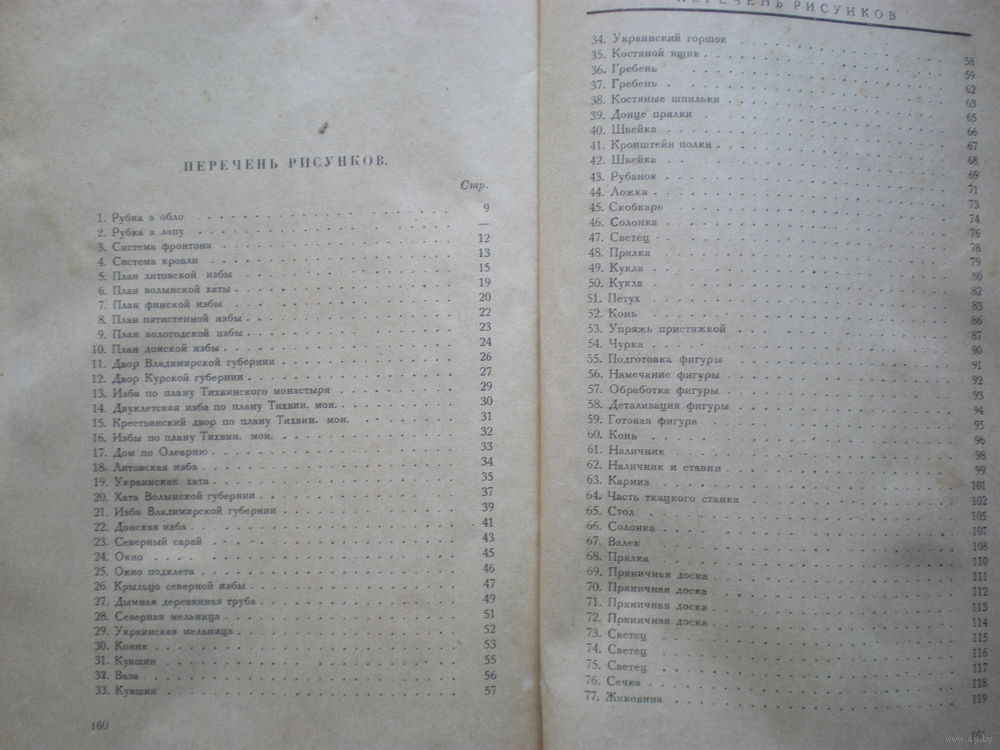 ПЕРЕЧЕНЬ РИСУНКОВ.
Стр.
1. Рубка в обло 9
2. Рубка в лапу —
3. Система фронтона 12
4. Система кровли 13
5. План литовской избы 15
6. План волынской хаты 19
7. План финской избы 20
8. План пятистенной избы 22
9. План вологодской избы 23
10. План донской избы 24
11. Двор Владимирской губернии 26
12. Двор Курской губернии 27
13. Изба по плану Тихвинского монастыря 29
14. Двуклетская изба по плану Тихвин. мон. 30
15. Крестьянский двор по плану Тихвин. мон. 31
16. Избы по плану Тихвин. мон. 32
17. Дом по Олеарию 33
18. Литовская изба 34
19. Украинская хата 35
20. Хата Волынской губернии 37
21. Изба Владимирской губернии 39
22. Донская изба 41
23. Северный сарай 43
24. Окно 45
25. Окно подклета 46
26. Крыльцо северной избы 47
27. Дымная деревянная труба 49
28. Северная мельница 51
29. Украинская мельница 52
30. Коник 53
31. Кувшин 55
32. Ваза 56
33. Кувшин 57
160
ПЕРЕЧЕНЬ РИСУНКОВ
34. Украинский горшок 58
35. Костяной ящик 59
36. Гребень 62
37. Гребень 63
38. Костяные шпильки 65
39. Донце прялки 66
40. Швейка 67
41. Кронштейн полки 68
42. Швейка 69
43. Рубанок 71
44. Ложка 73
45. Скобкарь 74
46. Солонка 76
47. Светец 78
48. Прялка 79
49. Кукла 80
50. Кукла 82
51. Петух 83
52. Конь 86
53. Упряжь пристяжкой 87
54. Чурка 90
55. Подготовка фигуры 91
56. Намечание фигуры 92
57. Обработка фигуры 93
58. Детализация фигуры 94
59. Готовая фигура 95
60. Конь 96
61. Наличник 98
62. Наличник и ставни 99
63. Карниз 101
64. Часть ткацкого станка 102
65. Стол 105
66. Солонка 107
67. Валек 108
68. Прялка 110
69. Пряничная доска 111
70. Пряничная доска 112
71. Пряничная доска 113
72. Пряничная доска 114
73. Светец 115
74. Светец 116
75. Светец 117
76. Сечка 118
77. Жиковина 119
www.ay.by